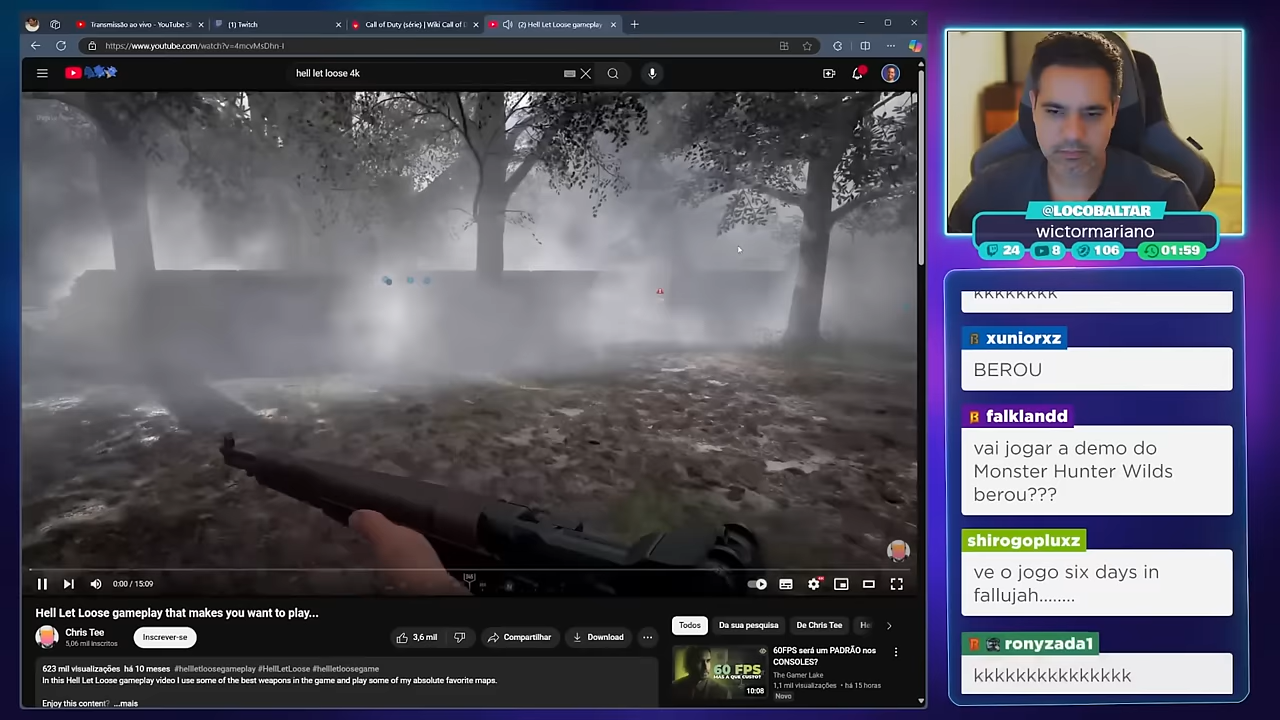 Transmissão ao vivo - YouTube S
(1) Twitch
Call of Duty (série) | Wiki Call of D
(2) Hell Let Loose gameplay
https://www.youtube.com/watch?v=4mcvMsDhn-I
hell let loose 4k
0:00 / 15:09
Hell Let Loose gameplay that makes you want to play...
Chris Tee
5,06 mil inscritos
Inscrever-se
3,6 mil
Compartilhar
Download
623 mil visualizações há 10 meses #hellletloosegameplay #HellLetLoose #hellletloosegame
In this Hell Let Loose gameplay video I use some of the best weapons in the game and play some of my absolute favorite maps.
Enjoy this content? ...mais
Todos
Da sua pesquisa
De Chris Tee
60 FPS
10:08
60FPS será um PADRÃO nos
CONSOLES?
The Gamer Lake
1,1 mil visualizações • há 15 horas
Novo
@LOCOBALTAR
wictormariano
24
8
106
01:59
kkkkkkkk
xuniorxz
BEROU
falklandd
vai jogar a demo do
Monster Hunter Wilds
berou???
shirogopluxz
ve o jogo six days in
fallujah........
ronyzada1
kkkkkkkkkkkkkkk